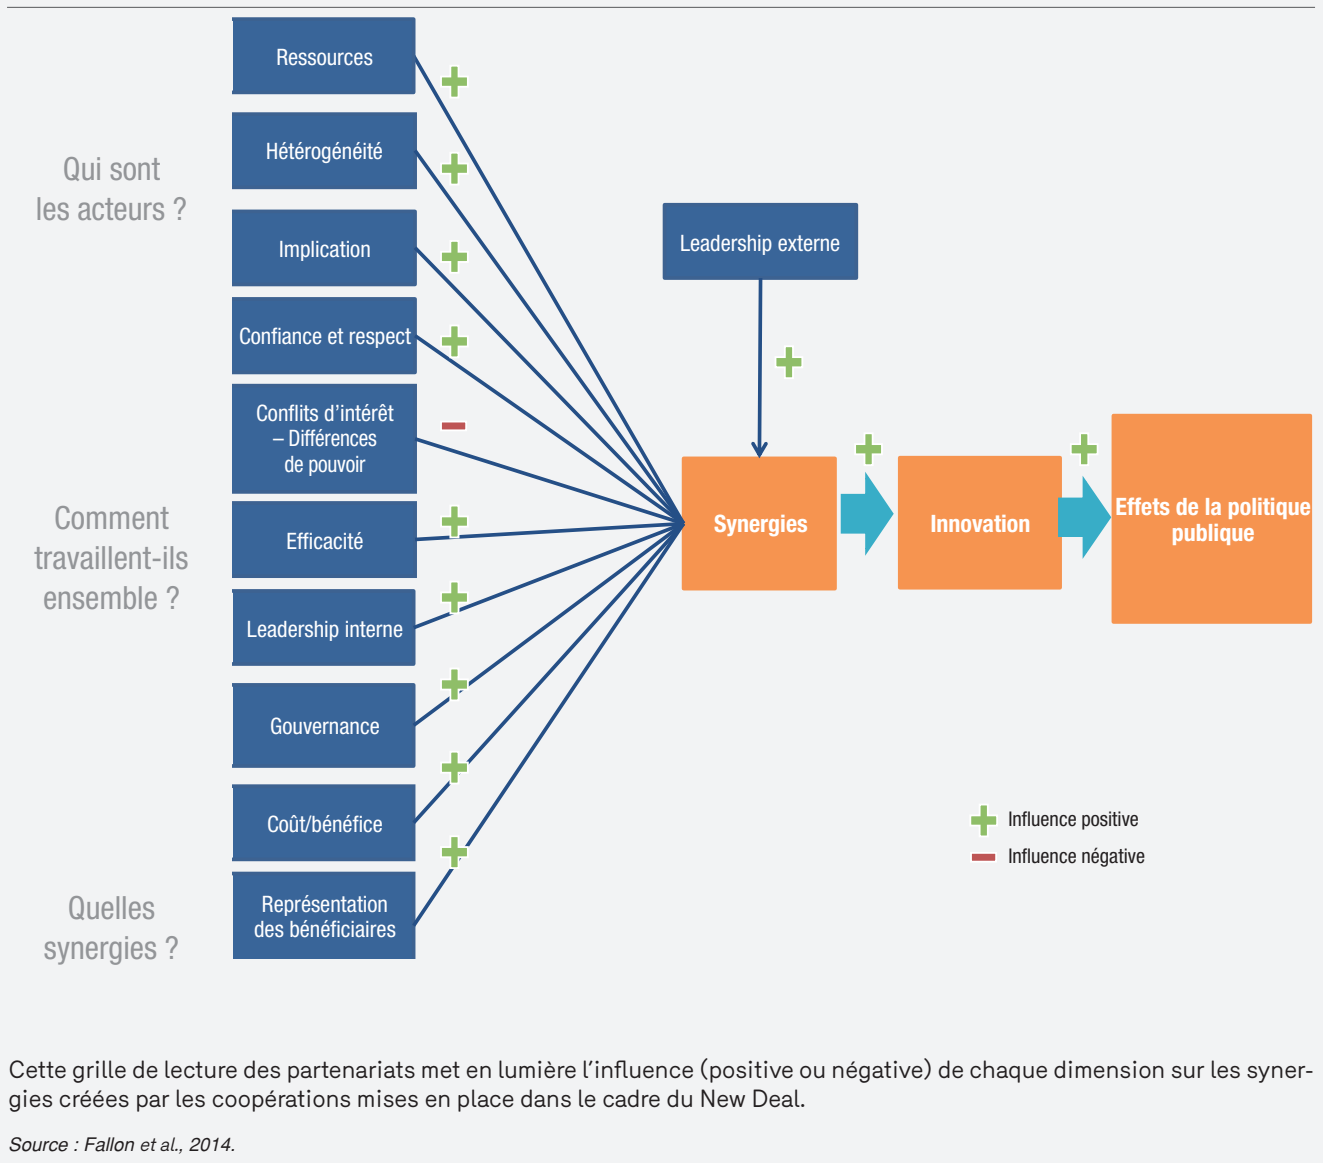 Ressources
Hétérogénéité
Qui sont
les acteurs ?
Implication
Leadership externe
Confiance et respect
Conflits d'intérêt
– Différences
de pouvoir
Comment
travaillent-ils
ensemble ?
Efficacité
Synergies
Innovation
Effets de la politique
publique
Leadership interne
Gouvernance
Coût/bénéfice
Influence positive
Influence négative
Quelles
synergies ?
Représentation
des bénéficiaires
Cette grille de lecture des partenariats met en lumière l'influence (positive ou négative) de chaque dimension sur les syner-
gies créées par les coopérations mises en place dans le cadre du New Deal.
Source : Fallon et al., 2014.